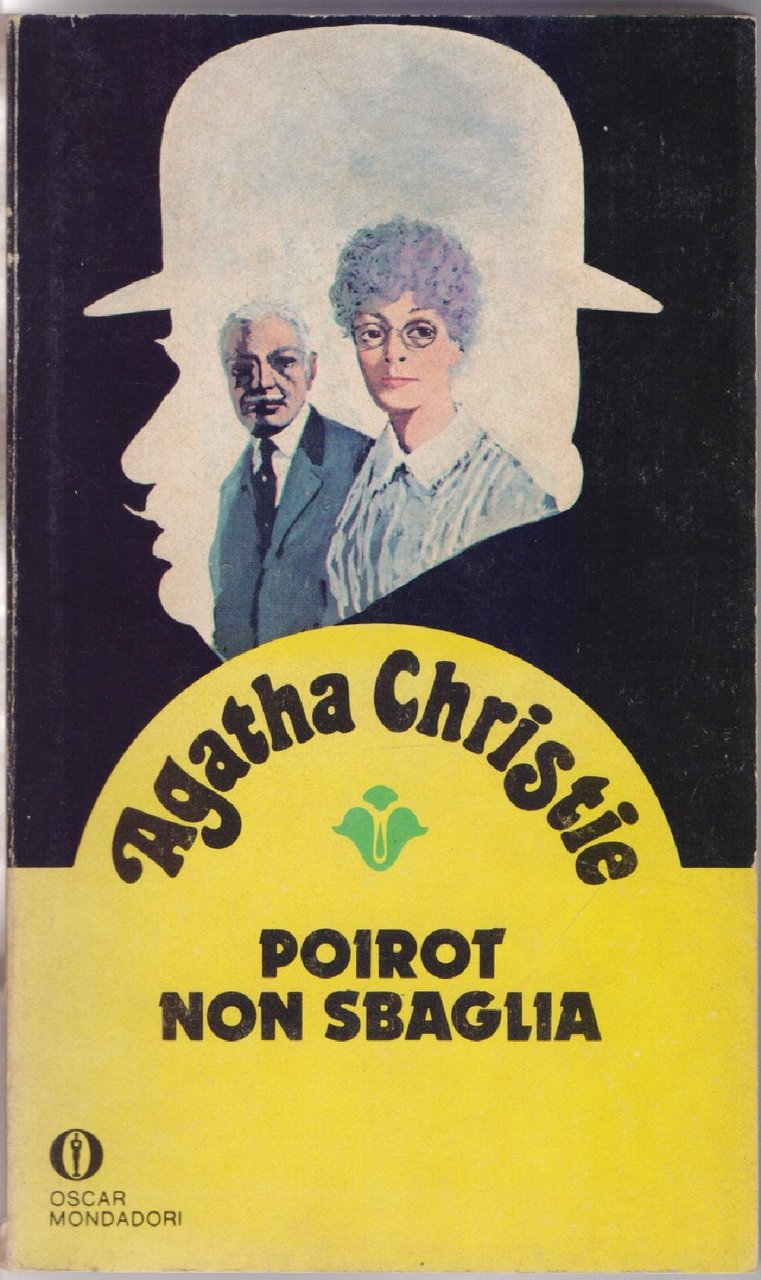 Agatha Christie
POIROT
NON SBAGLIA
OSCAR
MONDADORI